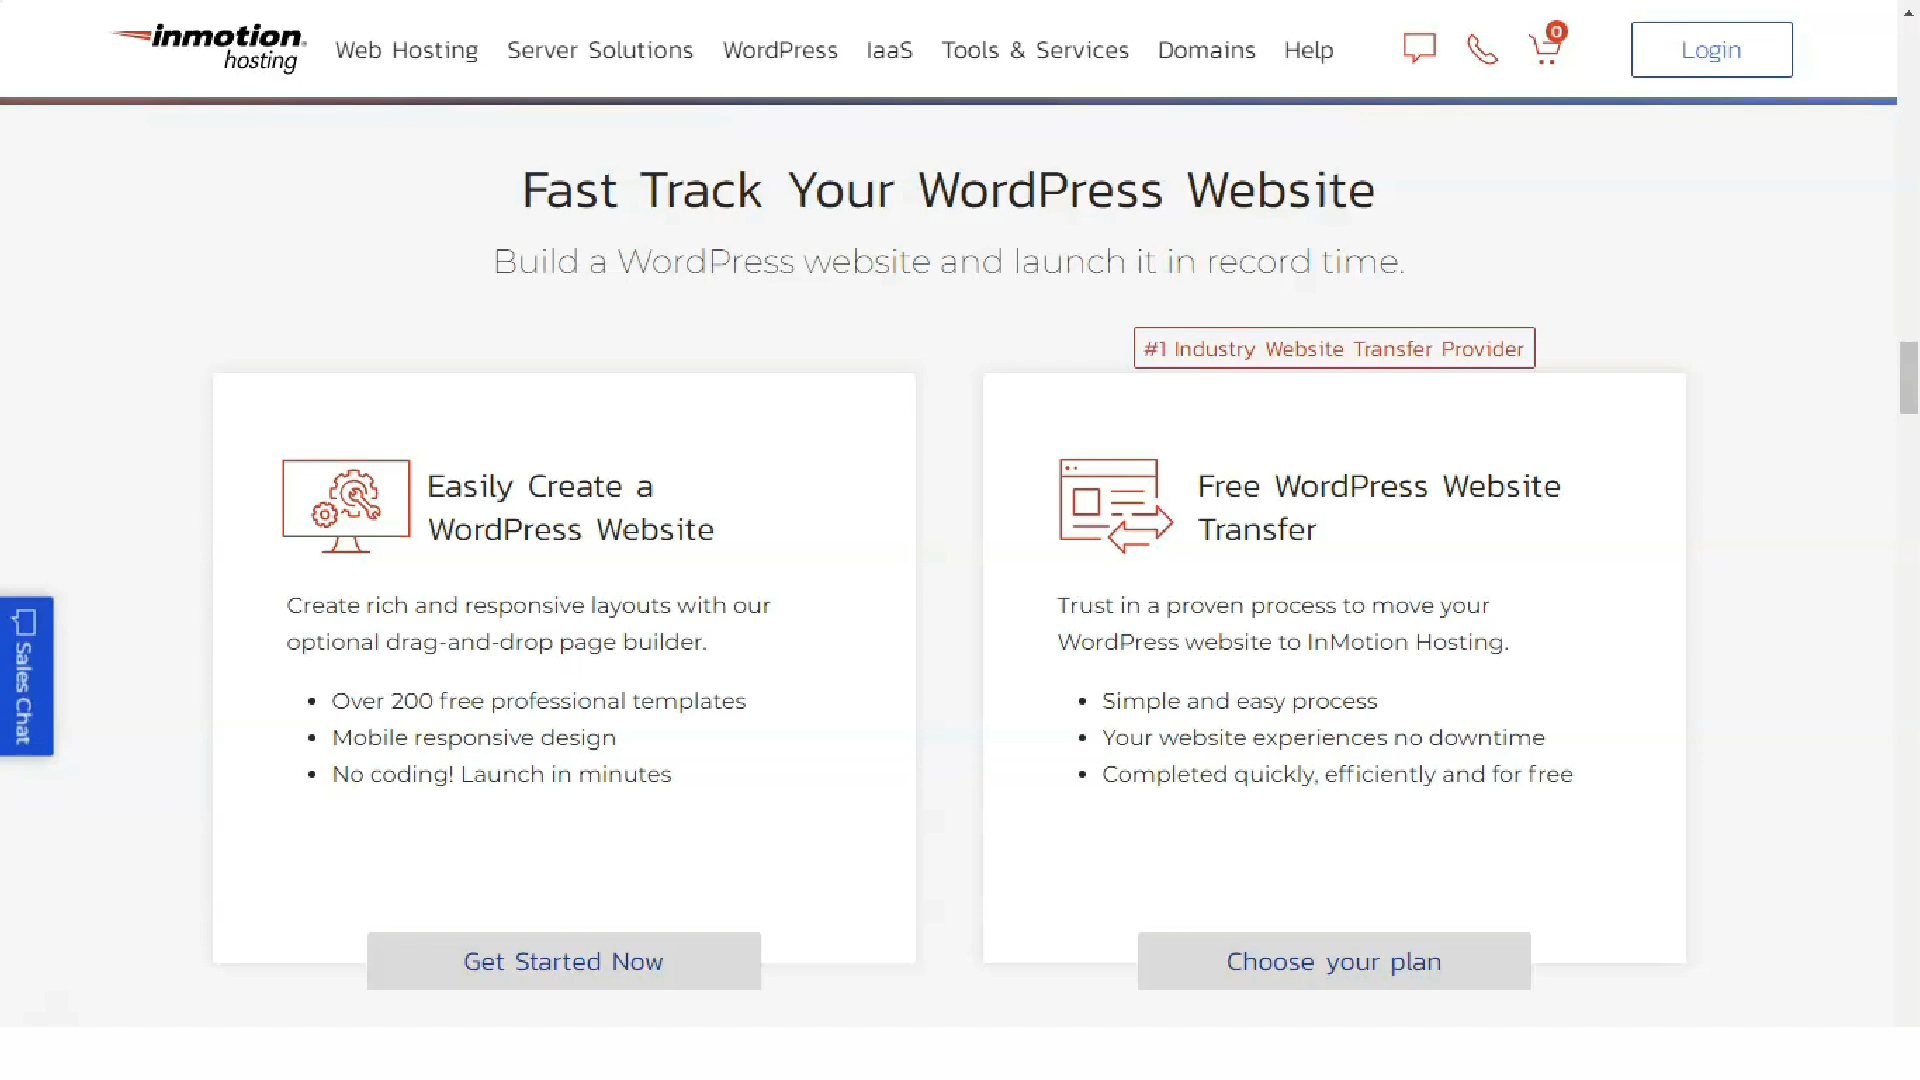 inmotion hosting
Web Hosting Server Solutions WordPress IaaS Tools & Services Domains Help 0 Login
Fast Track Your WordPress Website
Build a WordPress website and launch it in record time.
#1 Industry Website Transfer Provider
Easily Create a
WordPress Website
Create rich and responsive layouts with our
optional drag-and-drop page builder.
• Over 200 free professional templates
• Mobile responsive design
• No coding! Launch in minutes
Get Started Now
Free WordPress Website
Transfer
Trust in a proven process to move your
WordPress website to InMotion Hosting.
• Simple and easy process
• Your website experiences no downtime
• Completed quickly, efficiently and for free
Choose your plan
Sales Chat